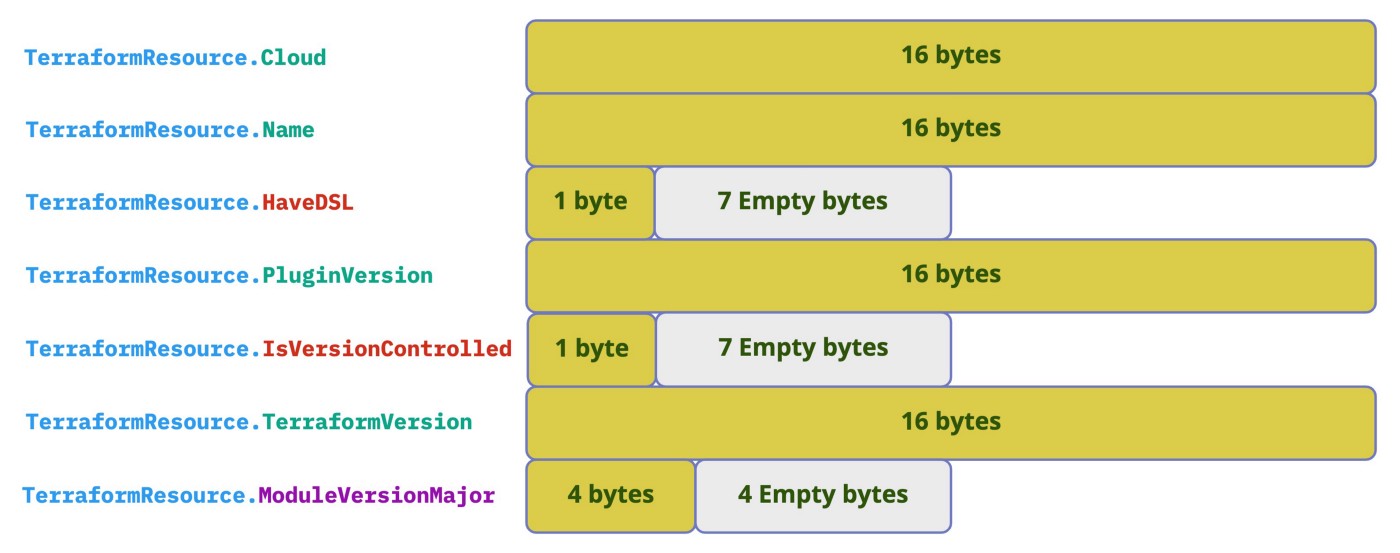 TerraformResource.Cloud 16 bytes
TerraformResource.Name 16 bytes
TerraformResource.HaveDSL 1 byte 7 Empty bytes
TerraformResource.PluginVersion 16 bytes
TerraformResource.IsVersionControlled 1 byte 7 Empty bytes
TerraformResource.TerraformVersion 16 bytes
TerraformResource.ModuleVersionMajor 4 bytes 4 Empty bytes